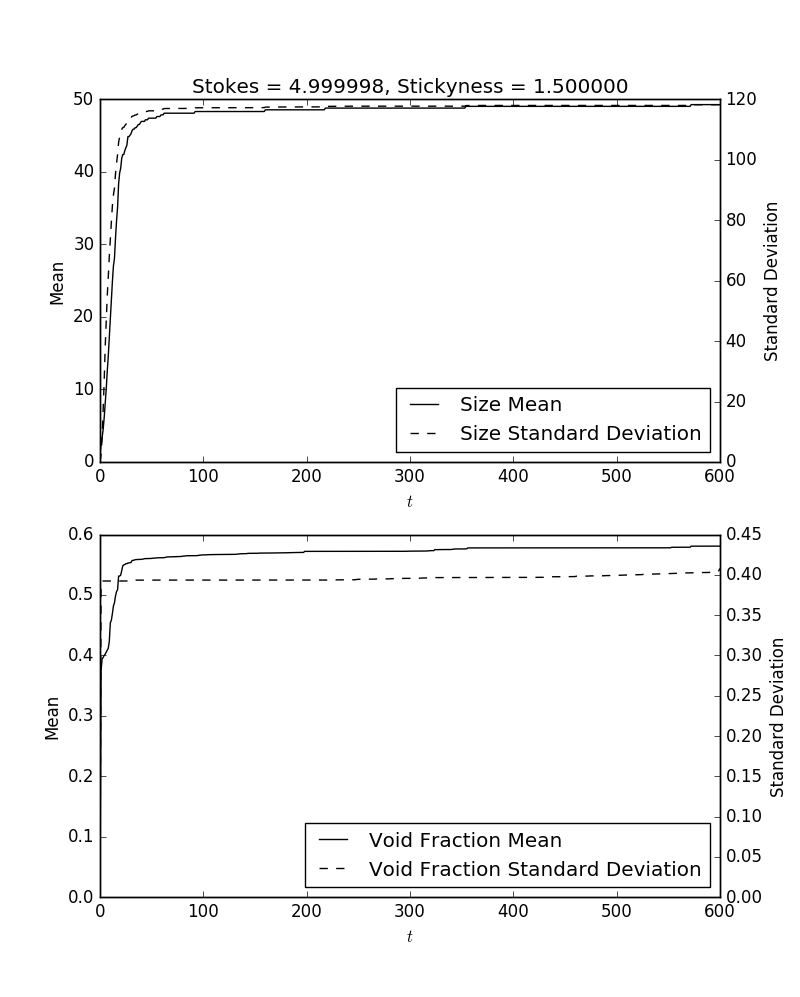 Stokes = 4.999998, Stickyness = 1.500000
50
40
30
20
10
0
Mean
120
100
80
60
40
20
0
Standard Deviation
Size Mean
Size Standard Deviation
0 100 200 300 400 500 600
t
0.6
0.5
0.4
0.3
0.2
0.1
0.0
Mean
0.45
0.40
0.35
0.30
0.25
0.20
0.15
0.10
0.05
0.00
Standard Deviation
Void Fraction Mean
Void Fraction Standard Deviation
0 100 200 300 400 500 600
t